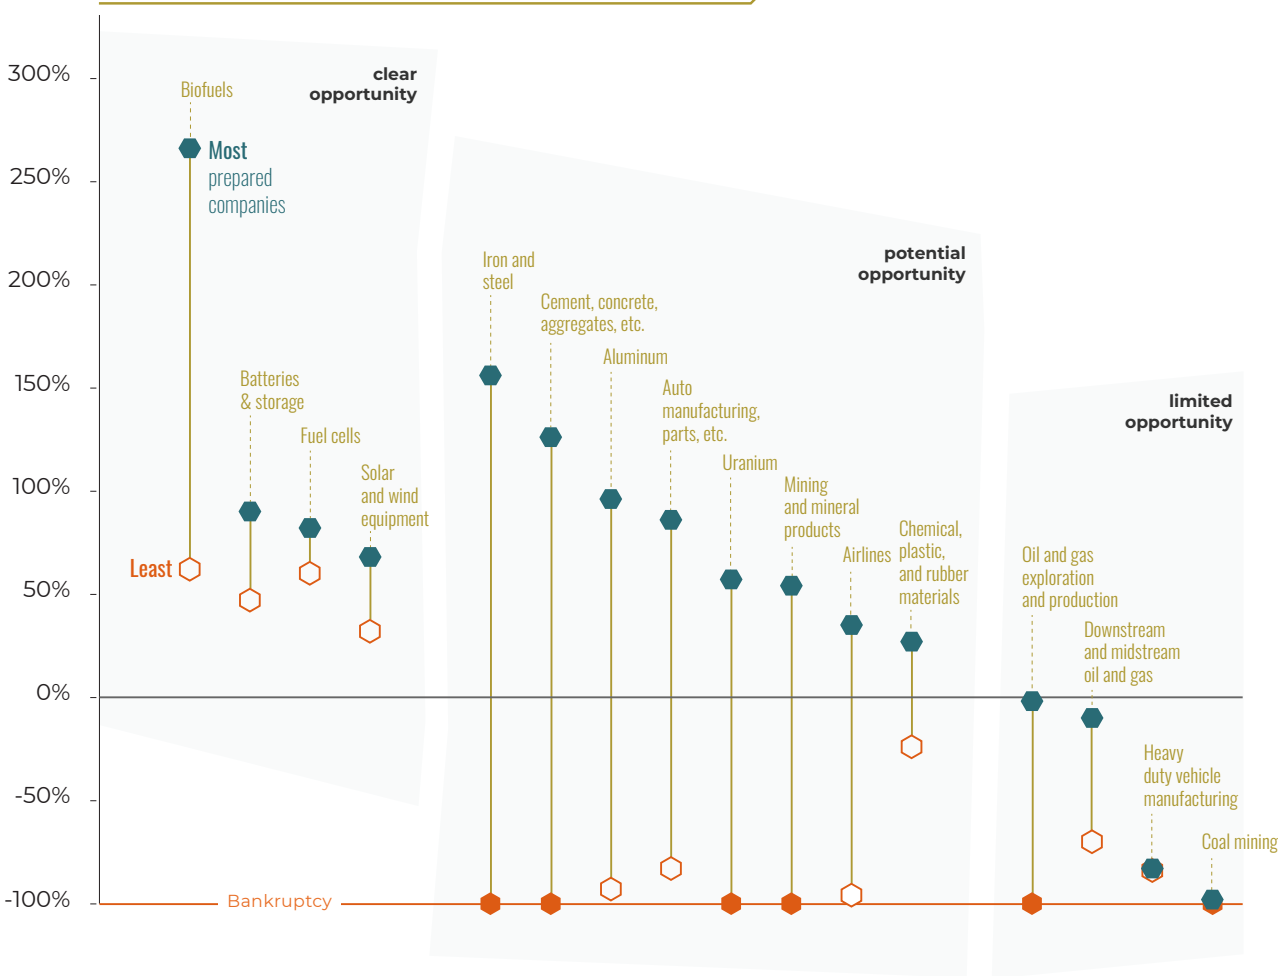 300%
250%
200%
150%
100%
50%
0%
-50%
-100%
clear
opportunity
Biofuels
Most
prepared
companies
Least
Batteries
& storage
Fuel cells
Solar
and wind
equipment
potential
opportunity
Iron and
steel
Cement, concrete,
aggregates, etc.
Aluminum
Auto
manufacturing,
parts, etc.
Uranium
Mining
and mineral
products
Airlines
Chemical,
plastic,
and rubber
materials
limited
opportunity
Oil and gas
exploration
and production
Downstream
and midstream
oil and gas
Heavy
duty vehicle
manufacturing
Coal mining
Bankruptcy